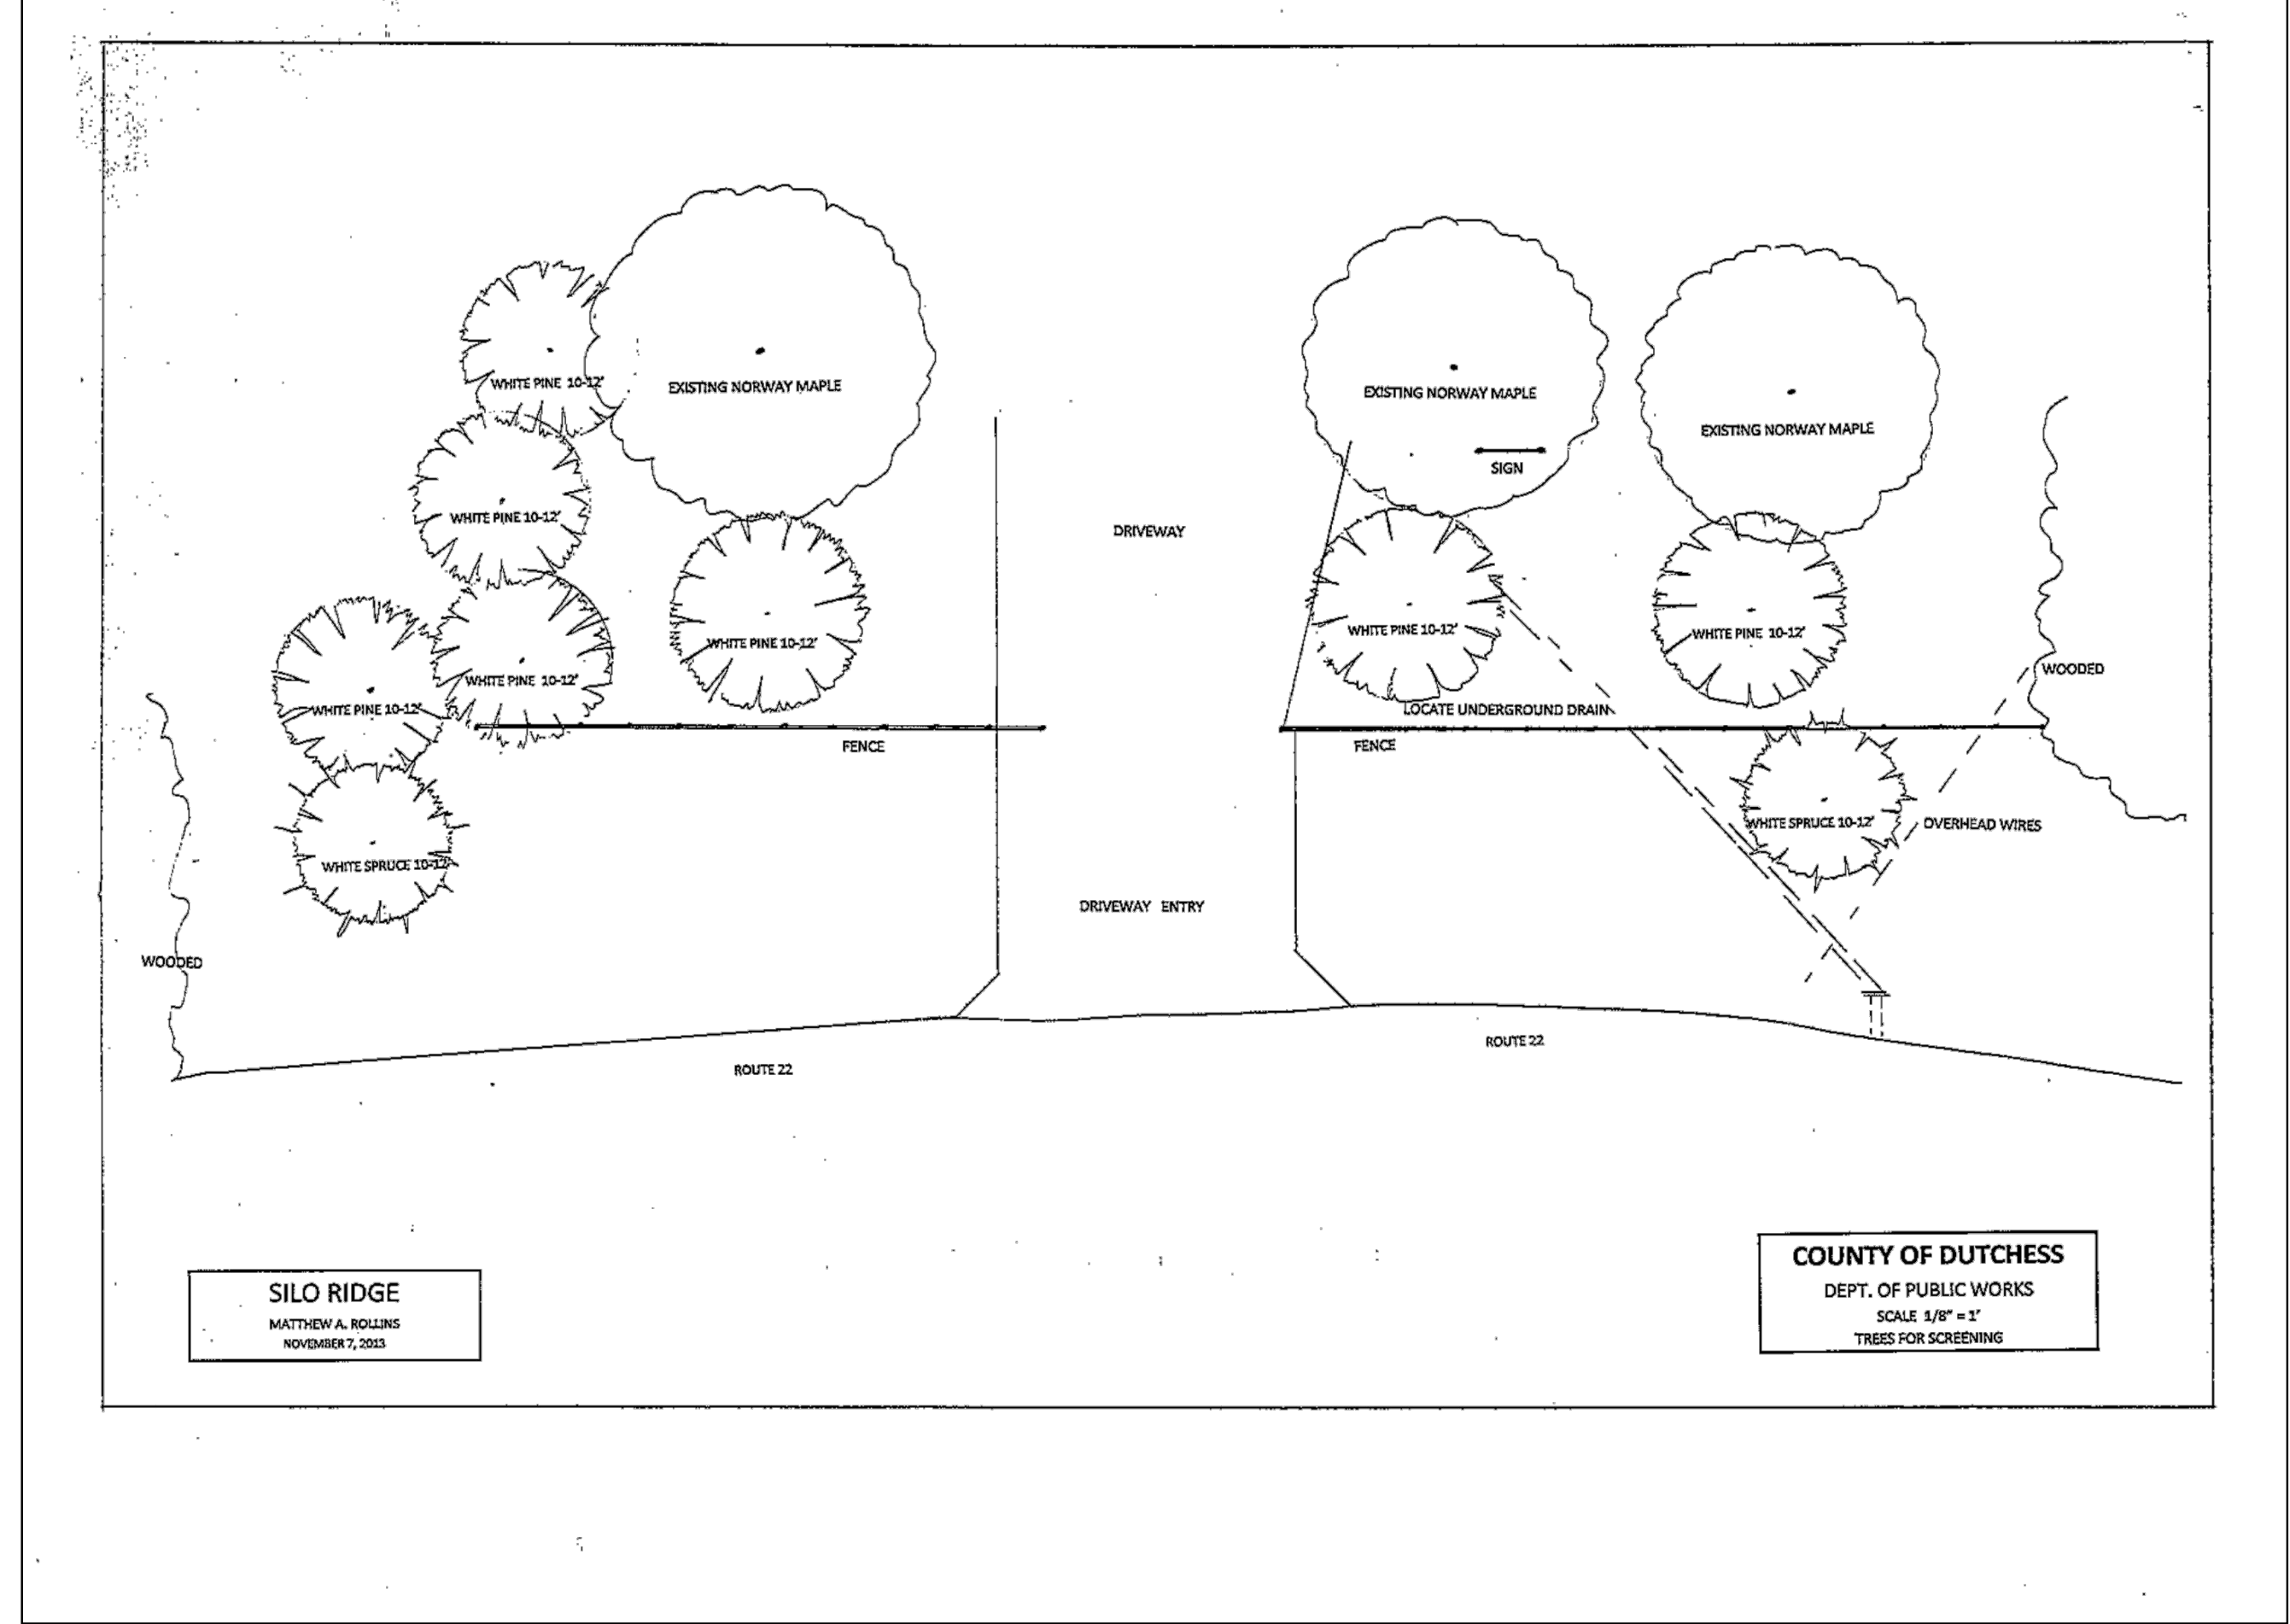 WHITE PINE 10-12'
EXISTING NORWAY MAPLE
EXISTING NORWAY MAPLE
EXISTING NORWAY MAPLE
SIGN
WHITE PINE 10-12'
DRIVEWAY
WHITE PINE 10-12'
WHITE PINE 10-12'
WHITE PINE 10-12'
WHITE PINE 10-12'
WHITE PINE 10-12'
WHITE PINE 10-12'
WOODED
LOCATE UNDERGROUND DRAIN
FENCE
FENCE
WHITE SPRUCE 10-12'
OVERHEAD WIRES
WHITE SPRUCE 10-12'
DRIVEWAY ENTRY
WOODED
ROUTE 22
ROUTE 22
SILO RIDGE
MATTHEW A. ROLLINS
NOVEMBER 7, 2013
COUNTY OF DUTCHESS
DEPT. OF PUBLIC WORKS
SCALE 1/8" = 1'
TREES FOR SCREENING